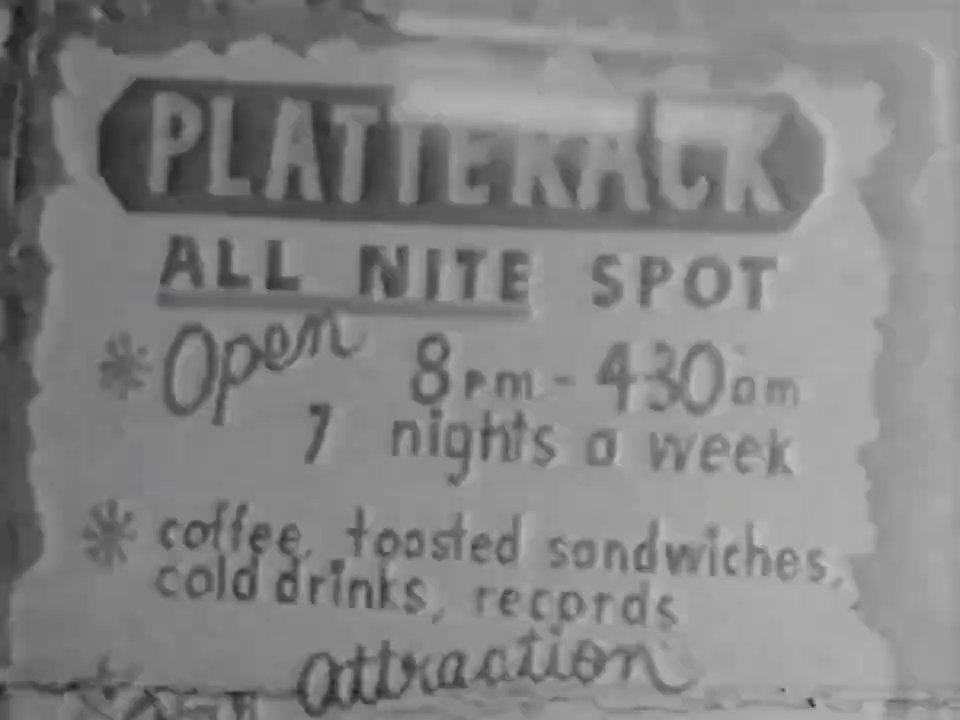 PLATTERACK
ALL NITE SPOT
* Open 8pm - 430am
7 nights a week
* coffee, toasted sandwiches,
cold drinks, records
attraction